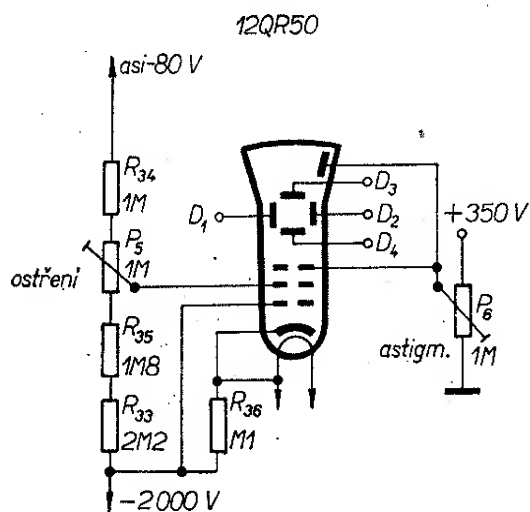 12QR50
asi-80 V
R34
1M
P5
1M
ostření
R35
1M8
R33
2M2
-2000 V
D1
D3
D2
D4
R36
M1
+350 V
P6
1M
astigm.